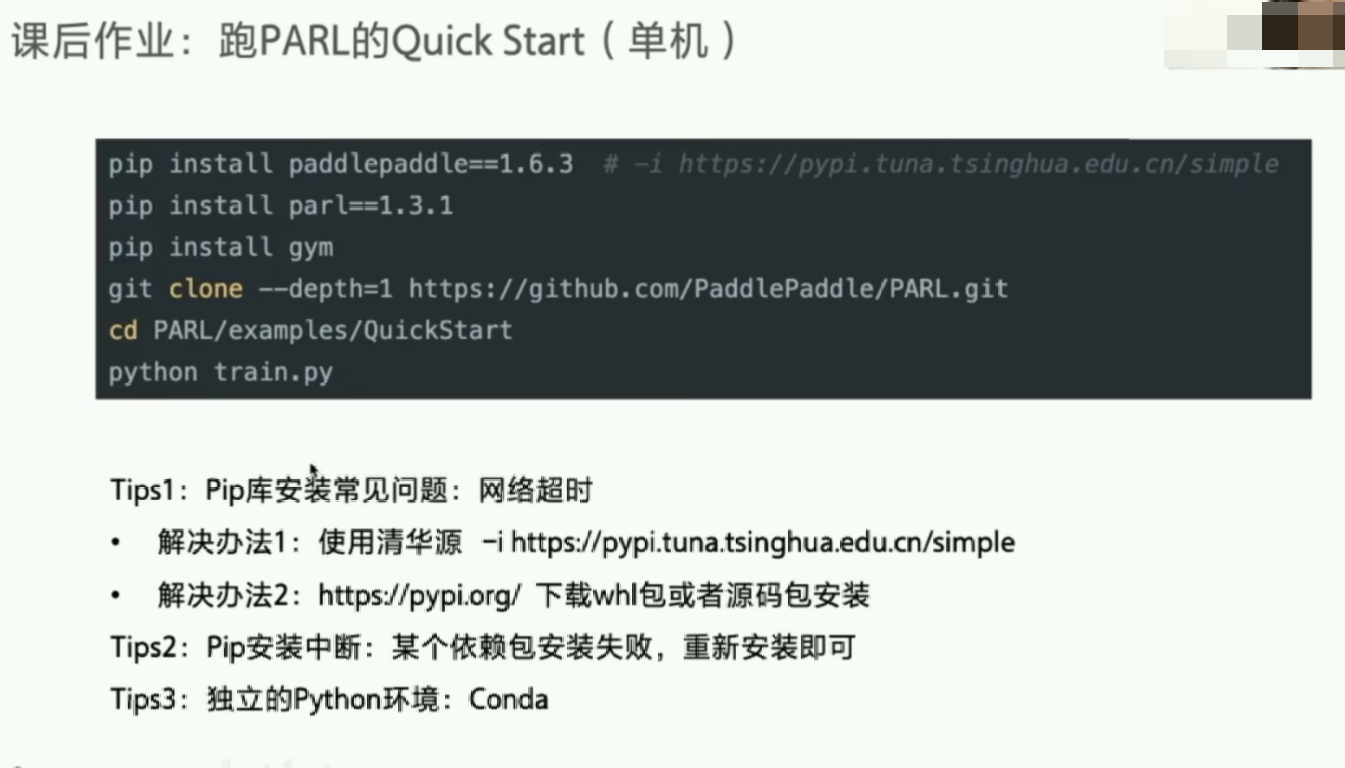 课后作业：跑PARL的Quick Start（单机）
pip install paddlepaddle==1.6.3  # -i https://pypi.tuna.tsinghua.edu.cn/simple
pip install parl==1.3.1
pip install gym
git clone --depth=1 https://github.com/PaddlePaddle/PARL.git
cd PARL/examples/QuickStart
python train.py
Tips1：Pip库安装常见问题：网络超时
• 解决办法1：使用清华源 –i https://pypi.tuna.tsinghua.edu.cn/simple
• 解决办法2：https://pypi.org/ 下载whl包或者源码包安装
Tips2：Pip安装中断：某个依赖包安装失败，重新安装即可
Tips3：独立的Python环境：Conda